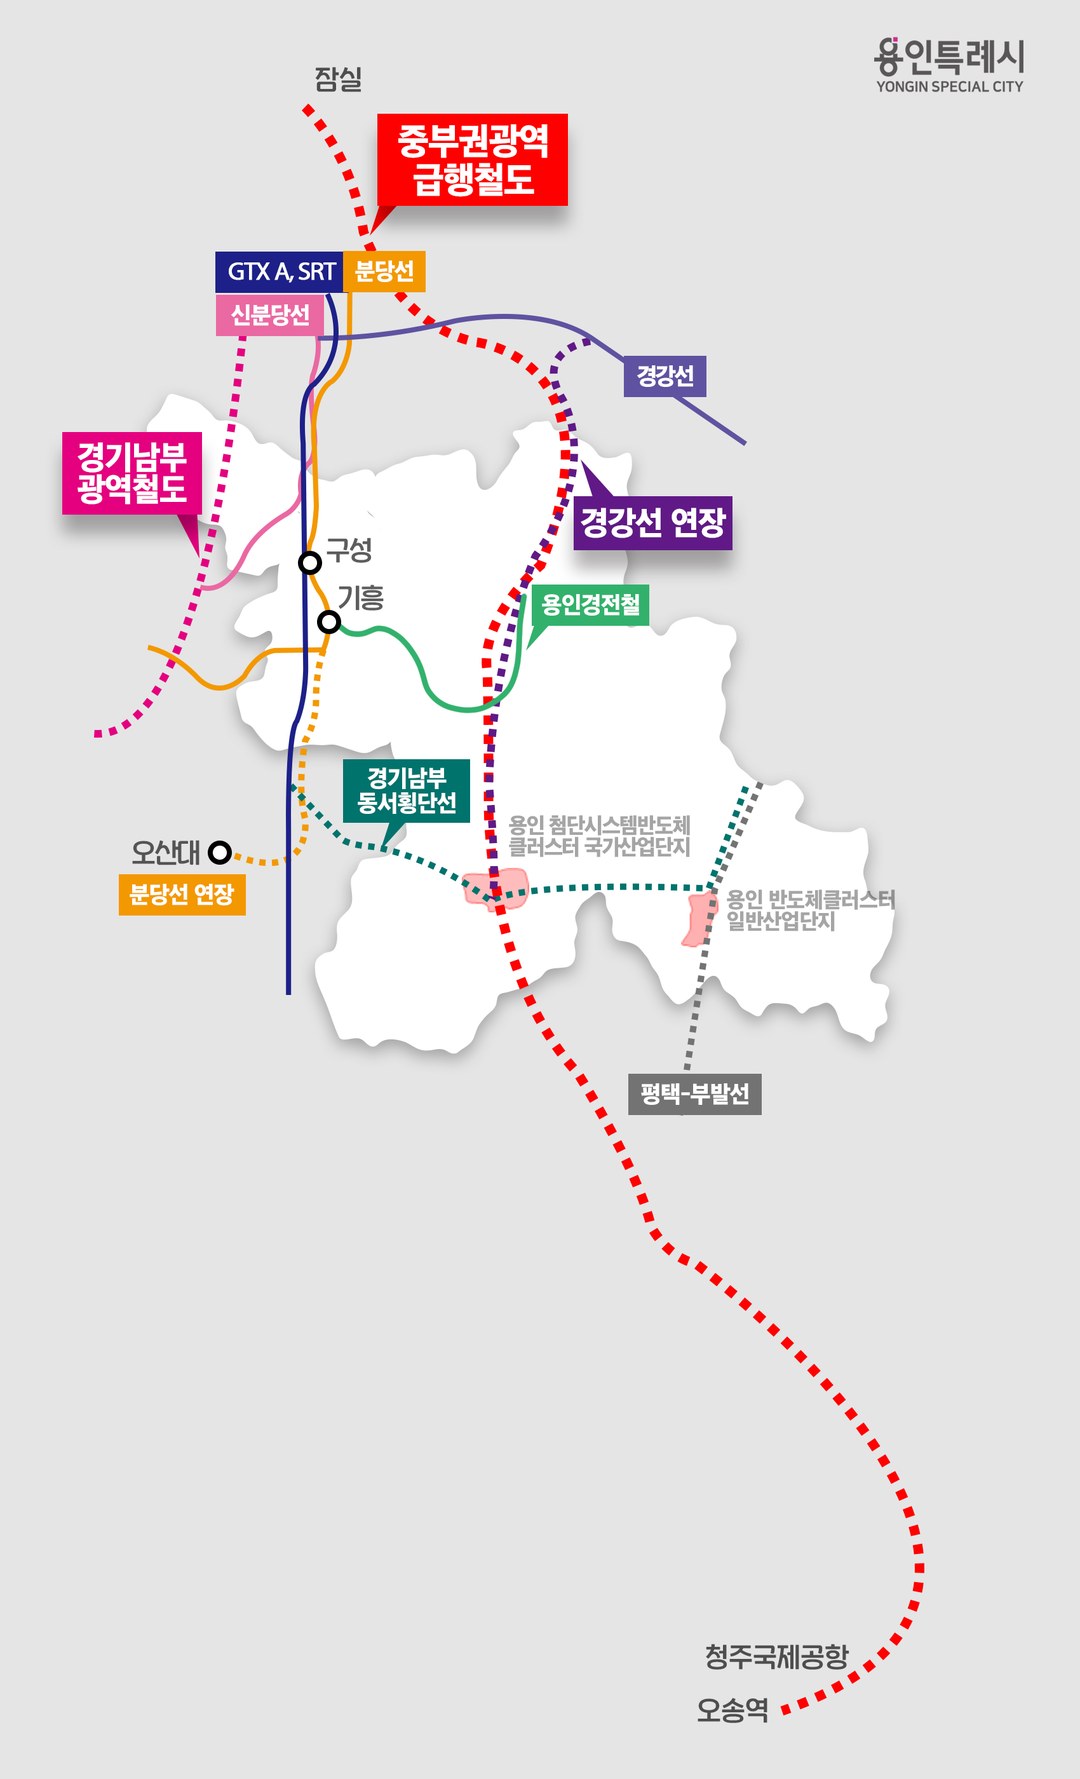 용인특례시
YONGIN SPECIAL CITY
잠실
중부권광역
급행철도
GTX A, SRT
분당선
신분당선
경강선
경기남부
광역철도
경강선 연장
구성
기흥
용인경전철
경기남부
동서횡단선
용인 첨단시스템반도체
클러스터 국가산업단지
오산대
분당선 연장
용인 반도체클러스터
일반산업단지
평택-부발선
청주국제공항
오송역